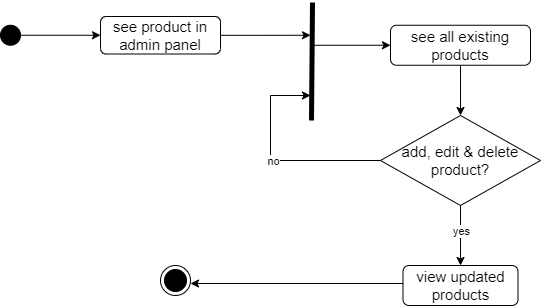 see product in
admin panel
see all existing
products
add, edit & delete
product?
no
yes
view updated
products